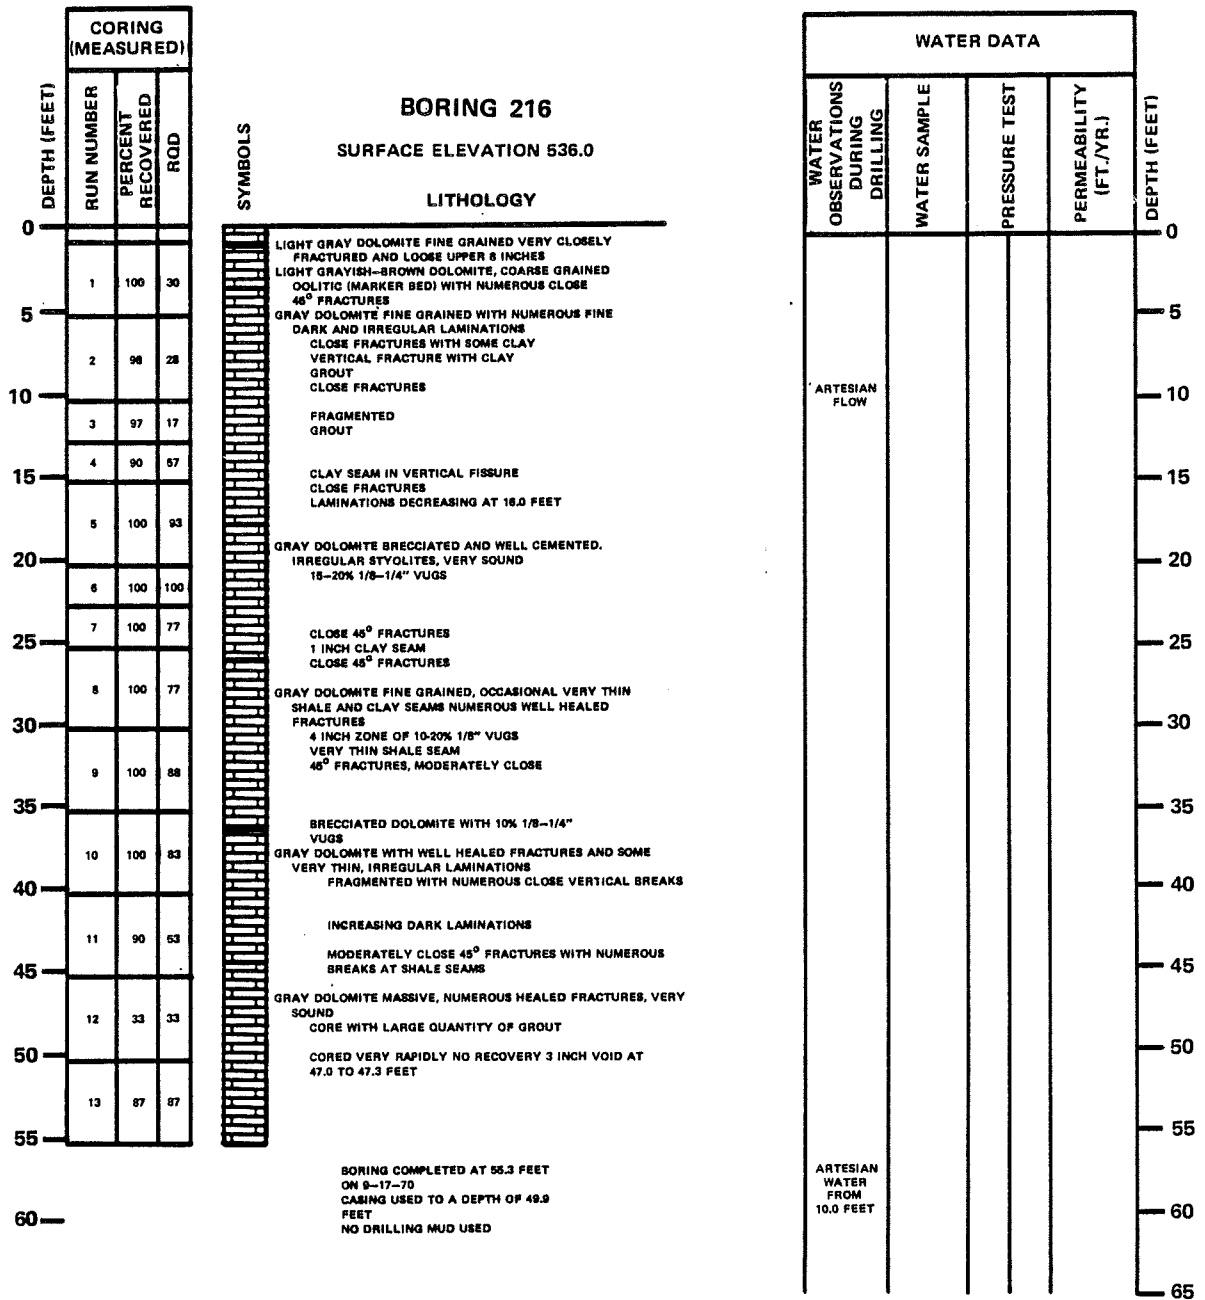 CORING
(MEASURED)
DEPTH (FEET)
RUN NUMBER
PERCENT
RECOVERED
RQD
SYMBOLS
BORING 216
SURFACE ELEVATION 536.0
LITHOLOGY
0
5
10
15
20
25
30
35
40
45
50
55
60
1 100 30
2 98 28
3 97 17
4 90 67
5 100 93
6 100 100
7 100 77
8 100 77
9 100 88
10 100 83
11 90 53
12 33 33
13 87 87
LIGHT GRAY DOLOMITE FINE GRAINED VERY CLOSELY
FRACTURED AND LOOSE UPPER 6 INCHES
LIGHT GRAYISH–BROWN DOLOMITE, COARSE GRAINED
OOLITIC (MARKER BED) WITH NUMEROUS CLOSE
45° FRACTURES
GRAY DOLOMITE FINE GRAINED WITH NUMEROUS FINE
DARK AND IRREGULAR LAMINATIONS
CLOSE FRACTURES WITH SOME CLAY
VERTICAL FRACTURE WITH CLAY
GROUT
CLOSE FRACTURES
FRAGMENTED
GROUT
CLAY SEAM IN VERTICAL FISSURE
CLOSE FRACTURES
LAMINATIONS DECREASING AT 16.0 FEET
GRAY DOLOMITE BRECCIATED AND WELL CEMENTED.
IRREGULAR STYOLITES, VERY SOUND
15–20% 1/8–1/4" VUGS
CLOSE 45° FRACTURES
1 INCH CLAY SEAM
CLOSE 45° FRACTURES
GRAY DOLOMITE FINE GRAINED, OCCASIONAL VERY THIN
SHALE AND CLAY SEAMS NUMEROUS WELL HEALED
FRACTURES
4 INCH ZONE OF 10-20% 1/8" VUGS
VERY THIN SHALE SEAM
45° FRACTURES, MODERATELY CLOSE
BRECCIATED DOLOMITE WITH 10% 1/8–1/4"
VUGS
GRAY DOLOMITE WITH WELL HEALED FRACTURES AND SOME
VERY THIN, IRREGULAR LAMINATIONS
FRAGMENTED WITH NUMEROUS CLOSE VERTICAL BREAKS
INCREASING DARK LAMINATIONS
MODERATELY CLOSE 45° FRACTURES WITH NUMEROUS
BREAKS AT SHALE SEAMS
GRAY DOLOMITE MASSIVE, NUMEROUS HEALED FRACTURES, VERY
SOUND
CORE WITH LARGE QUANTITY OF GROUT
CORED VERY RAPIDLY NO RECOVERY 3 INCH VOID AT
47.0 TO 47.3 FEET
BORING COMPLETED AT 55.3 FEET
ON 9–17–70
CASING USED TO A DEPTH OF 49.9
FEET
NO DRILLING MUD USED
WATER DATA
WATER
OBSERVATIONS
DURING
DRILLING
WATER SAMPLE
PRESSURE TEST
PERMEABILITY
(FT./YR.)
DEPTH (FEET)
ARTESIAN
FLOW
ARTESIAN
WATER
FROM
10.0 FEET
0
5
10
15
20
25
30
35
40
45
50
55
60
65